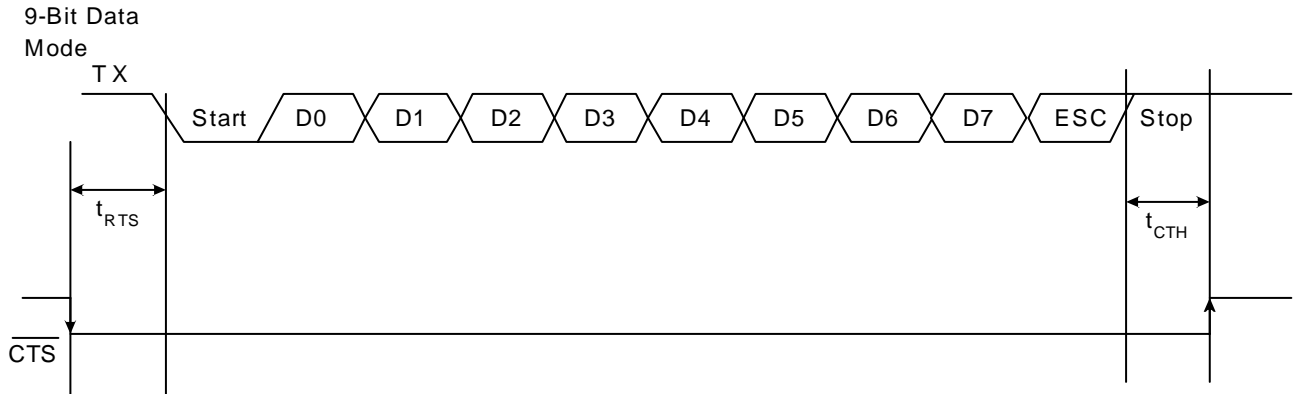 9-Bit Data
Mode
TX
Start D0 D1 D2 D3 D4 D5 D6 D7 ESC Stop
tRTS
tCTH
CTS